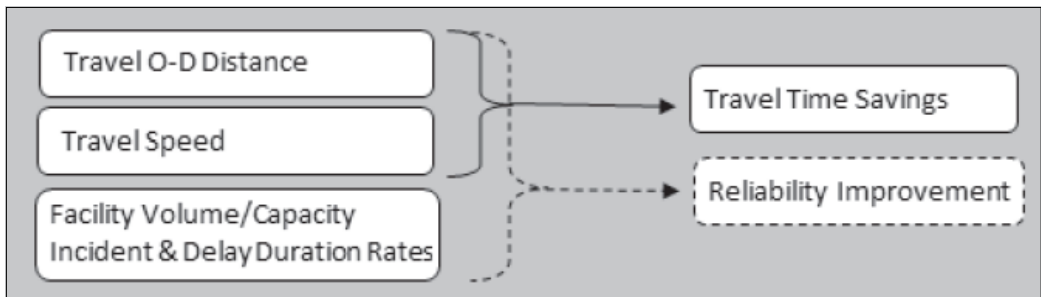 Travel O-D Distance
Travel Speed
Facility Volume/Capacity
Incident & Delay Duration Rates
Travel Time Savings
Reliability Improvement